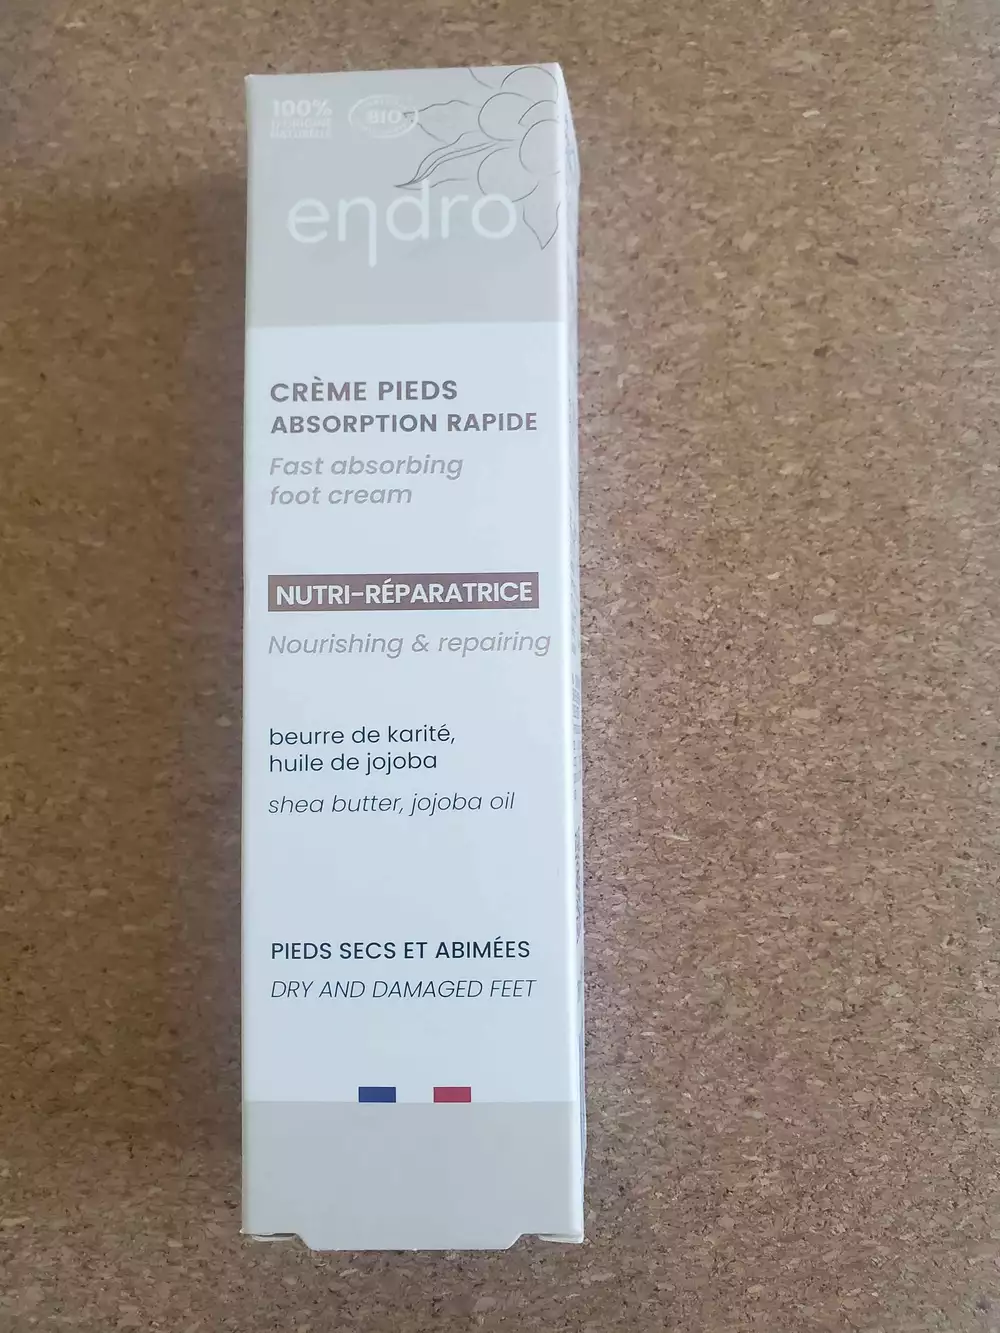 100%
BIO
endro
CRÈME PIEDS
ABSORPTION RAPIDE
Fast absorbing
foot cream
NUTRI-RÉPARATRICE
Nourishing & repairing
beurre de karité,
huile de jojoba
shea butter, jojoba oil
PIEDS SECS ET ABIMÉES
DRY AND DAMAGED FEET